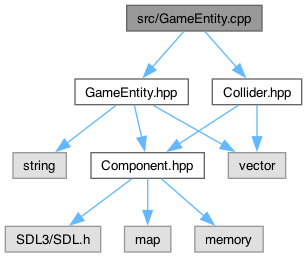 src/GameEntity.cpp
GameEntity.hpp
Collider.hpp
string
Component.hpp
vector
SDL3/SDL.h
map
memory